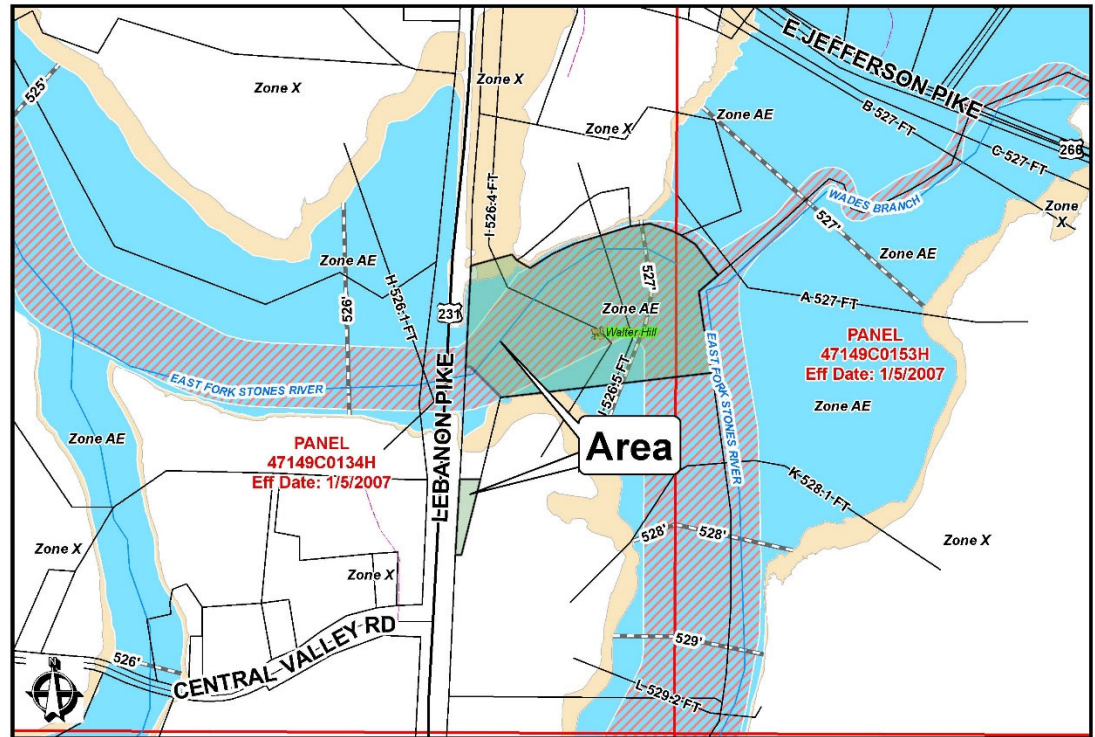 525'
Zone X
Zone X
E JEFFERSON PIKE
Zone AE
B-527-FT
C-527-FT
266
Zone X
I-526.4-FT
WADES BRANCH
Zone
X
527'
Zone AE
Zone AE
H-526.1-FT
526'
231
527'
Zone AE
A-527-FT
Walter Hill
PANEL
47149C0153H
Eff Date: 1/5/2007
Zone AE
EAST FORK STONES RIVER
LEBANON PIKE
J-526.5-FT
EAST FORK STONES RIVER
Area
Zone AE
PANEL
47149C0134H
Eff Date: 1/5/2007
K-528.1-FT
528'
528'
Zone X
Zone X
Zone X
529'
CENTRAL VALLEY RD
526'
L-529.2-FT
N